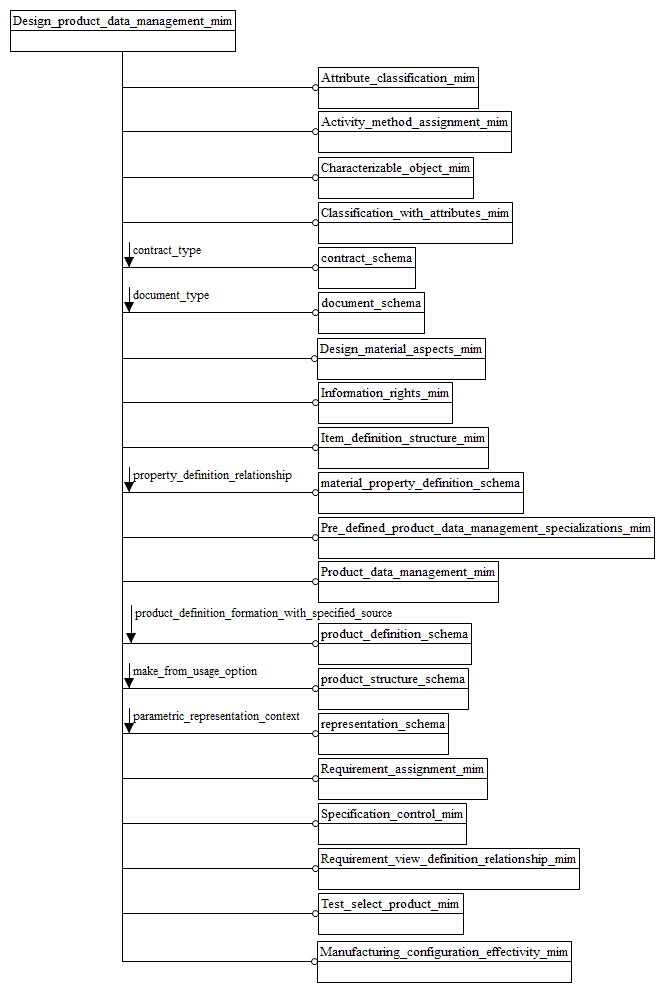 Design_product_data_management_mim
Attribute_classification_mim
Activity_method_assignment_mim
Characterizable_object_mim
Classification_with_attributes_mim
contract_type
contract_schema
document_type
document_schema
Design_material_aspects_mim
Information_rights_mim
Item_definition_structure_mim
property_definition_relationship
material_property_definition_schema
Pre_defined_product_data_management_specializations_mim
Product_data_management_mim
product_definition_formation_with_specified_source
product_definition_schema
make_from_usage_option
product_structure_schema
parametric_representation_context
representation_schema
Requirement_assignment_mim
Specification_control_mim
Requirement_view_definition_relationship_mim
Test_select_product_mim
Manufacturing_configuration_effectivity_mim